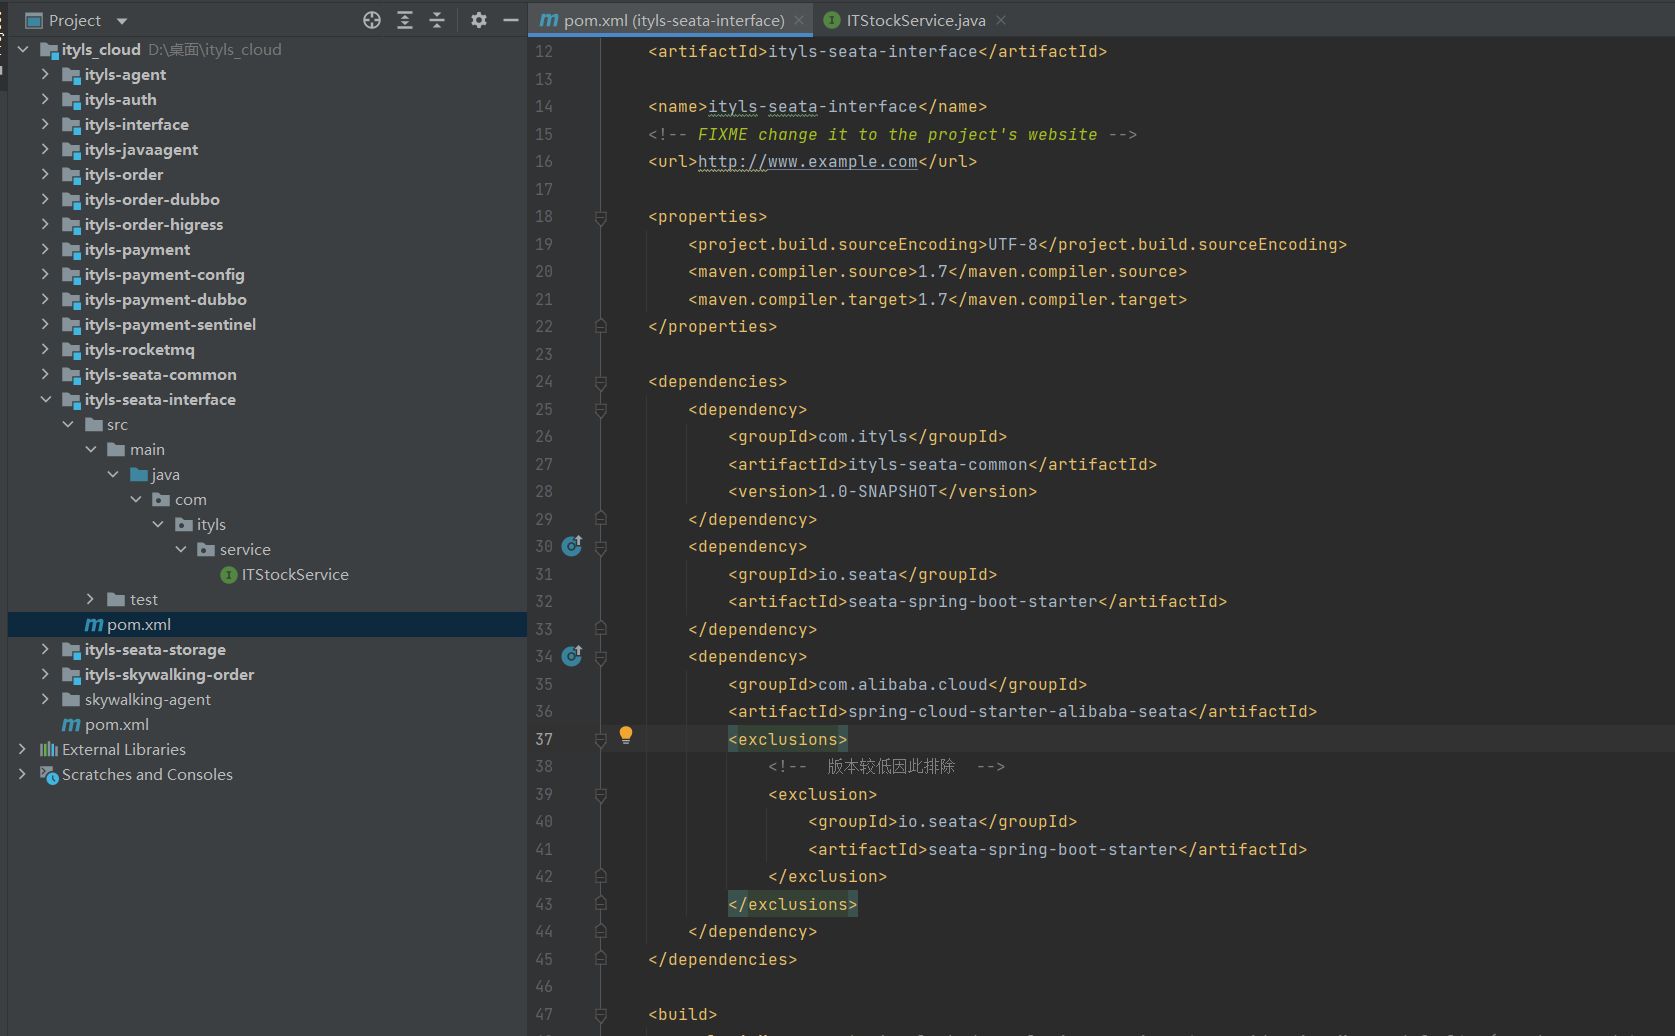 Project
ityls_cloud D:\桌面\ityls_cloud
ityls-agent
ityls-auth
ityls-interface
ityls-javaagent
ityls-order
ityls-order-dubbo
ityls-order-higress
ityls-payment
ityls-payment-config
ityls-payment-dubbo
ityls-payment-sentinel
ityls-rocketmq
ityls-seata-common
ityls-seata-interface
src
main
java
com
ityls
service
ITStockService
test
pom.xml
ityls-seata-storage
ityls-skywalking-order
skywalking-agent
pom.xml
External Libraries
Scratches and Consoles
pom.xml (ityls-seata-interface)
ITStockService.java
12 <artifactId>ityls-seata-interface</artifactId>
13
14 <name>ityls-seata-interface</name>
15 <!-- FIXME change it to the project's website -->
16 <url>http://www.example.com</url>
17
18 <properties>
19 <project.build.sourceEncoding>UTF-8</project.build.sourceEncoding>
20 <maven.compiler.source>1.7</maven.compiler.source>
21 <maven.compiler.target>1.7</maven.compiler.target>
22 </properties>
23
24 <dependencies>
25 <dependency>
26 <groupId>com.ityls</groupId>
27 <artifactId>ityls-seata-common</artifactId>
28 <version>1.0-SNAPSHOT</version>
29 </dependency>
30 <dependency>
31 <groupId>io.seata</groupId>
32 <artifactId>seata-spring-boot-starter</artifactId>
33 </dependency>
34 <dependency>
35 <groupId>com.alibaba.cloud</groupId>
36 <artifactId>spring-cloud-starter-alibaba-seata</artifactId>
37 <exclusions>
38 <!-- 版本较低因此排除 -->
39 <exclusion>
40 <groupId>io.seata</groupId>
41 <artifactId>seata-spring-boot-starter</artifactId>
42 </exclusion>
43 </exclusions>
44 </dependency>
45 </dependencies>
46
47 <build>